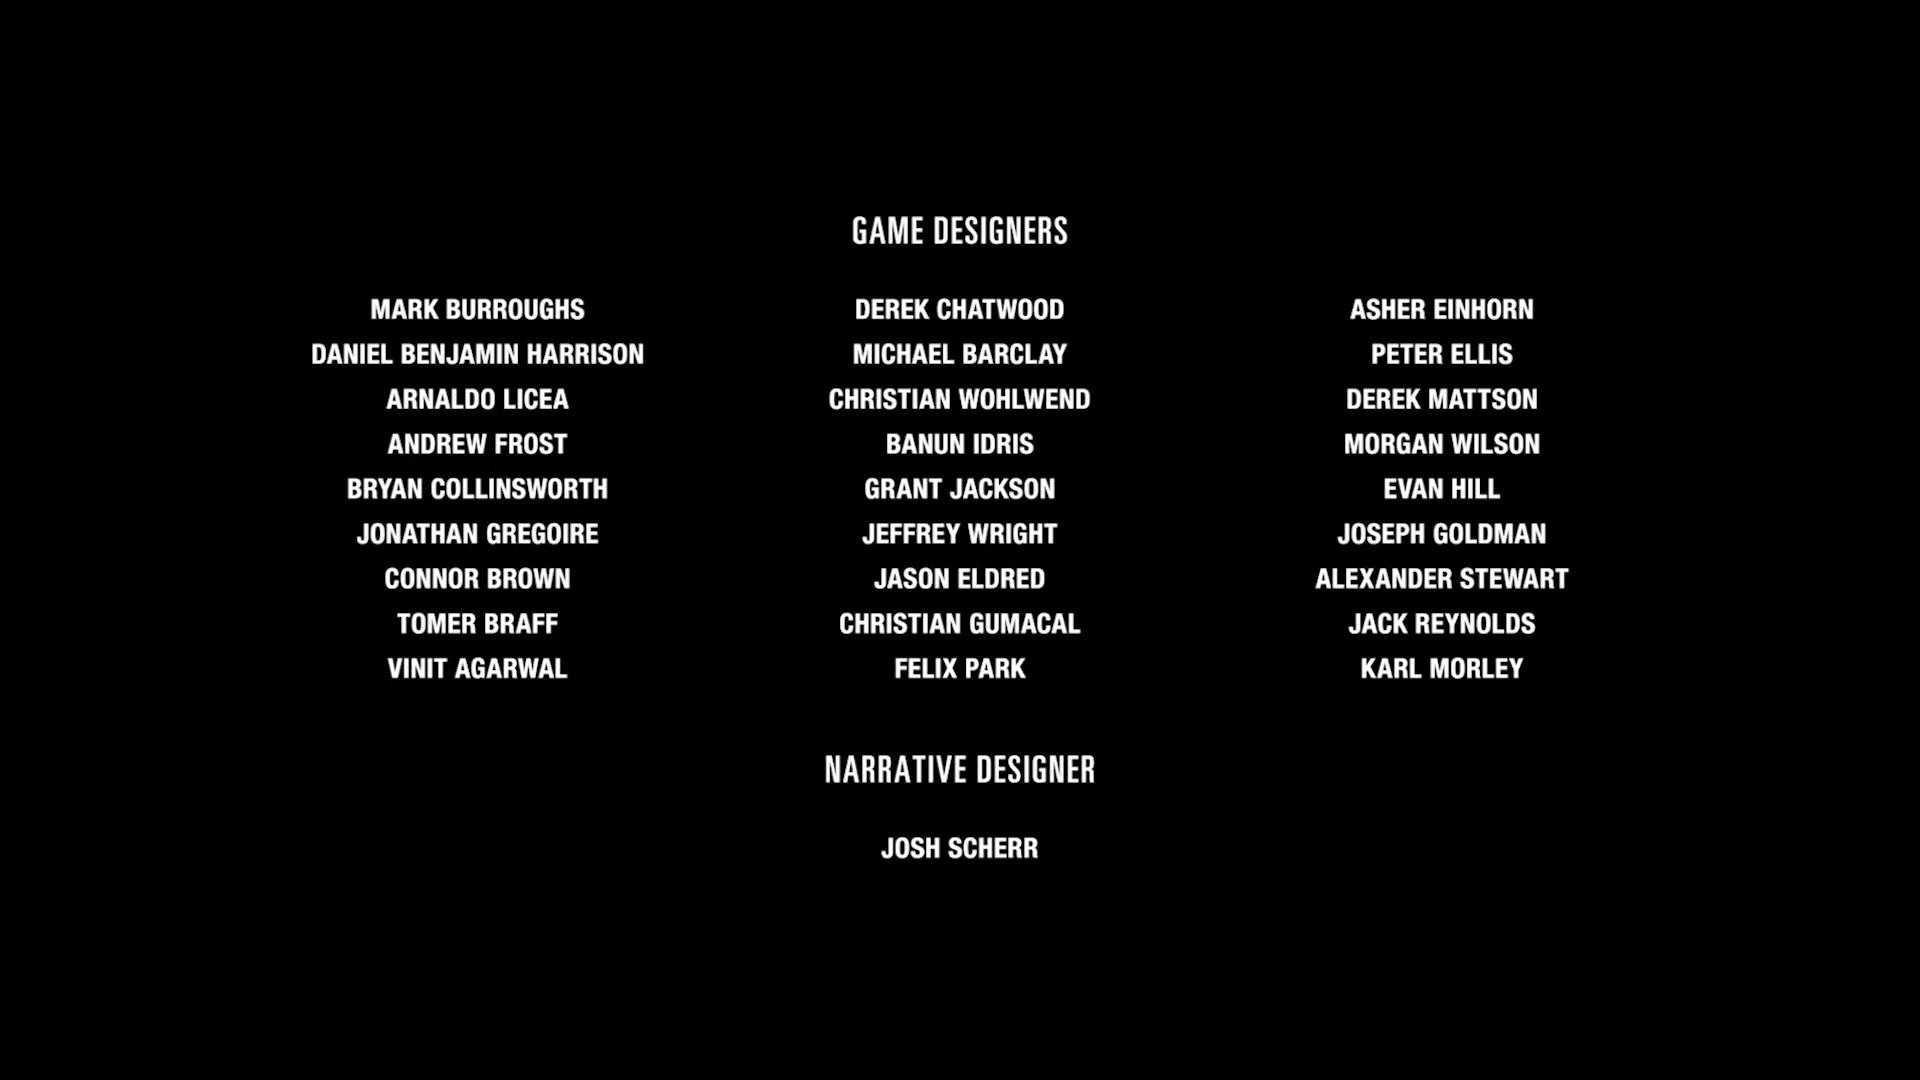 GAME DESIGNERS
MARK BURROUGHS
DEREK CHATWOOD
ASHER EINHORN
DANIEL BENJAMIN HARRISON
MICHAEL BARCLAY
PETER ELLIS
ARNALDO LICEA
CHRISTIAN WOHLWEND
DEREK MATTSON
ANDREW FROST
BANUN IDRIS
MORGAN WILSON
BRYAN COLLINSWORTH
GRANT JACKSON
EVAN HILL
JONATHAN GREGOIRE
JEFFREY WRIGHT
JOSEPH GOLDMAN
CONNOR BROWN
JASON ELDRED
ALEXANDER STEWART
TOMER BRAFF
CHRISTIAN GUMACAL
JACK REYNOLDS
VINIT AGARWAL
FELIX PARK
KARL MORLEY
NARRATIVE DESIGNER
JOSH SCHERR